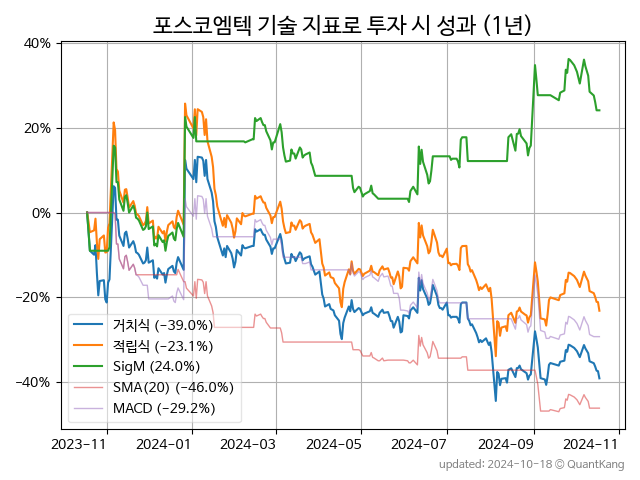 포스코엠텍 기술 지표로 투자 시 성과 (1년)
40%
20%
0%
−20%
−40%
거치식 (−39.0%)
적립식 (−23.1%)
SigM (24.0%)
SMA(20) (−46.0%)
MACD (−29.2%)
2023-11
2024-01
2024-03
2024-05
2024-07
2024-09
2024-11
updated: 2024-10-18 © QuantKang